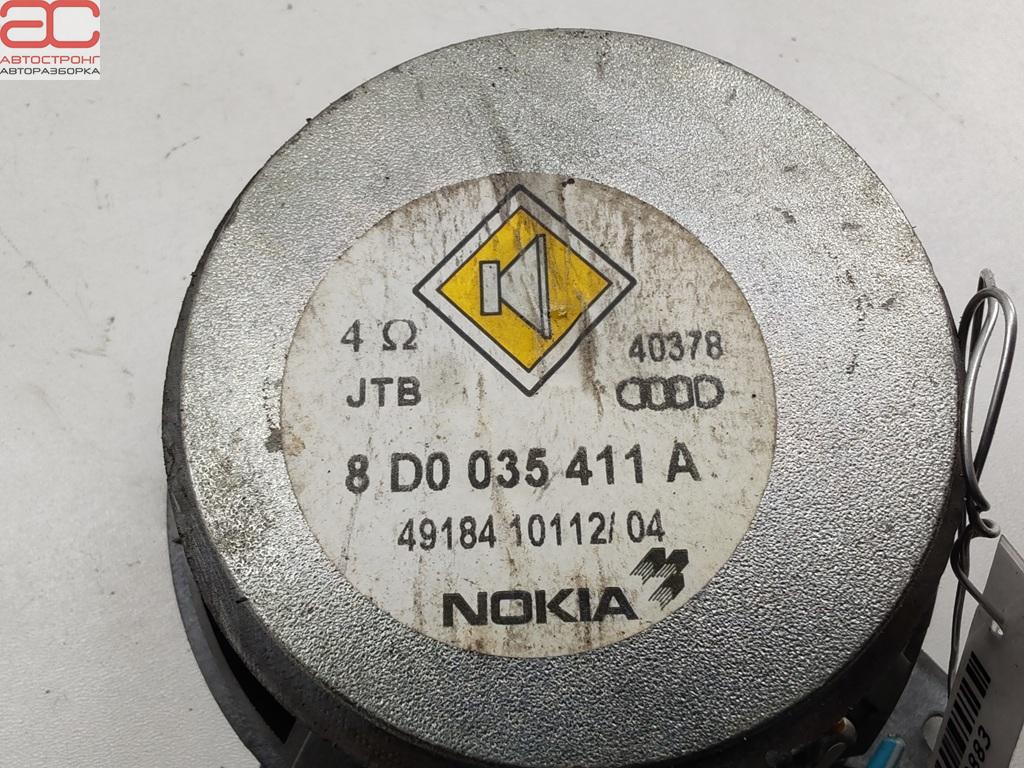 АС
АВТОСТРОНГ
АВТОРАЗБОРКА
4 Ω 40378
JTB
8 D0 035 411 A
49184 10112/ 04
NOKIA